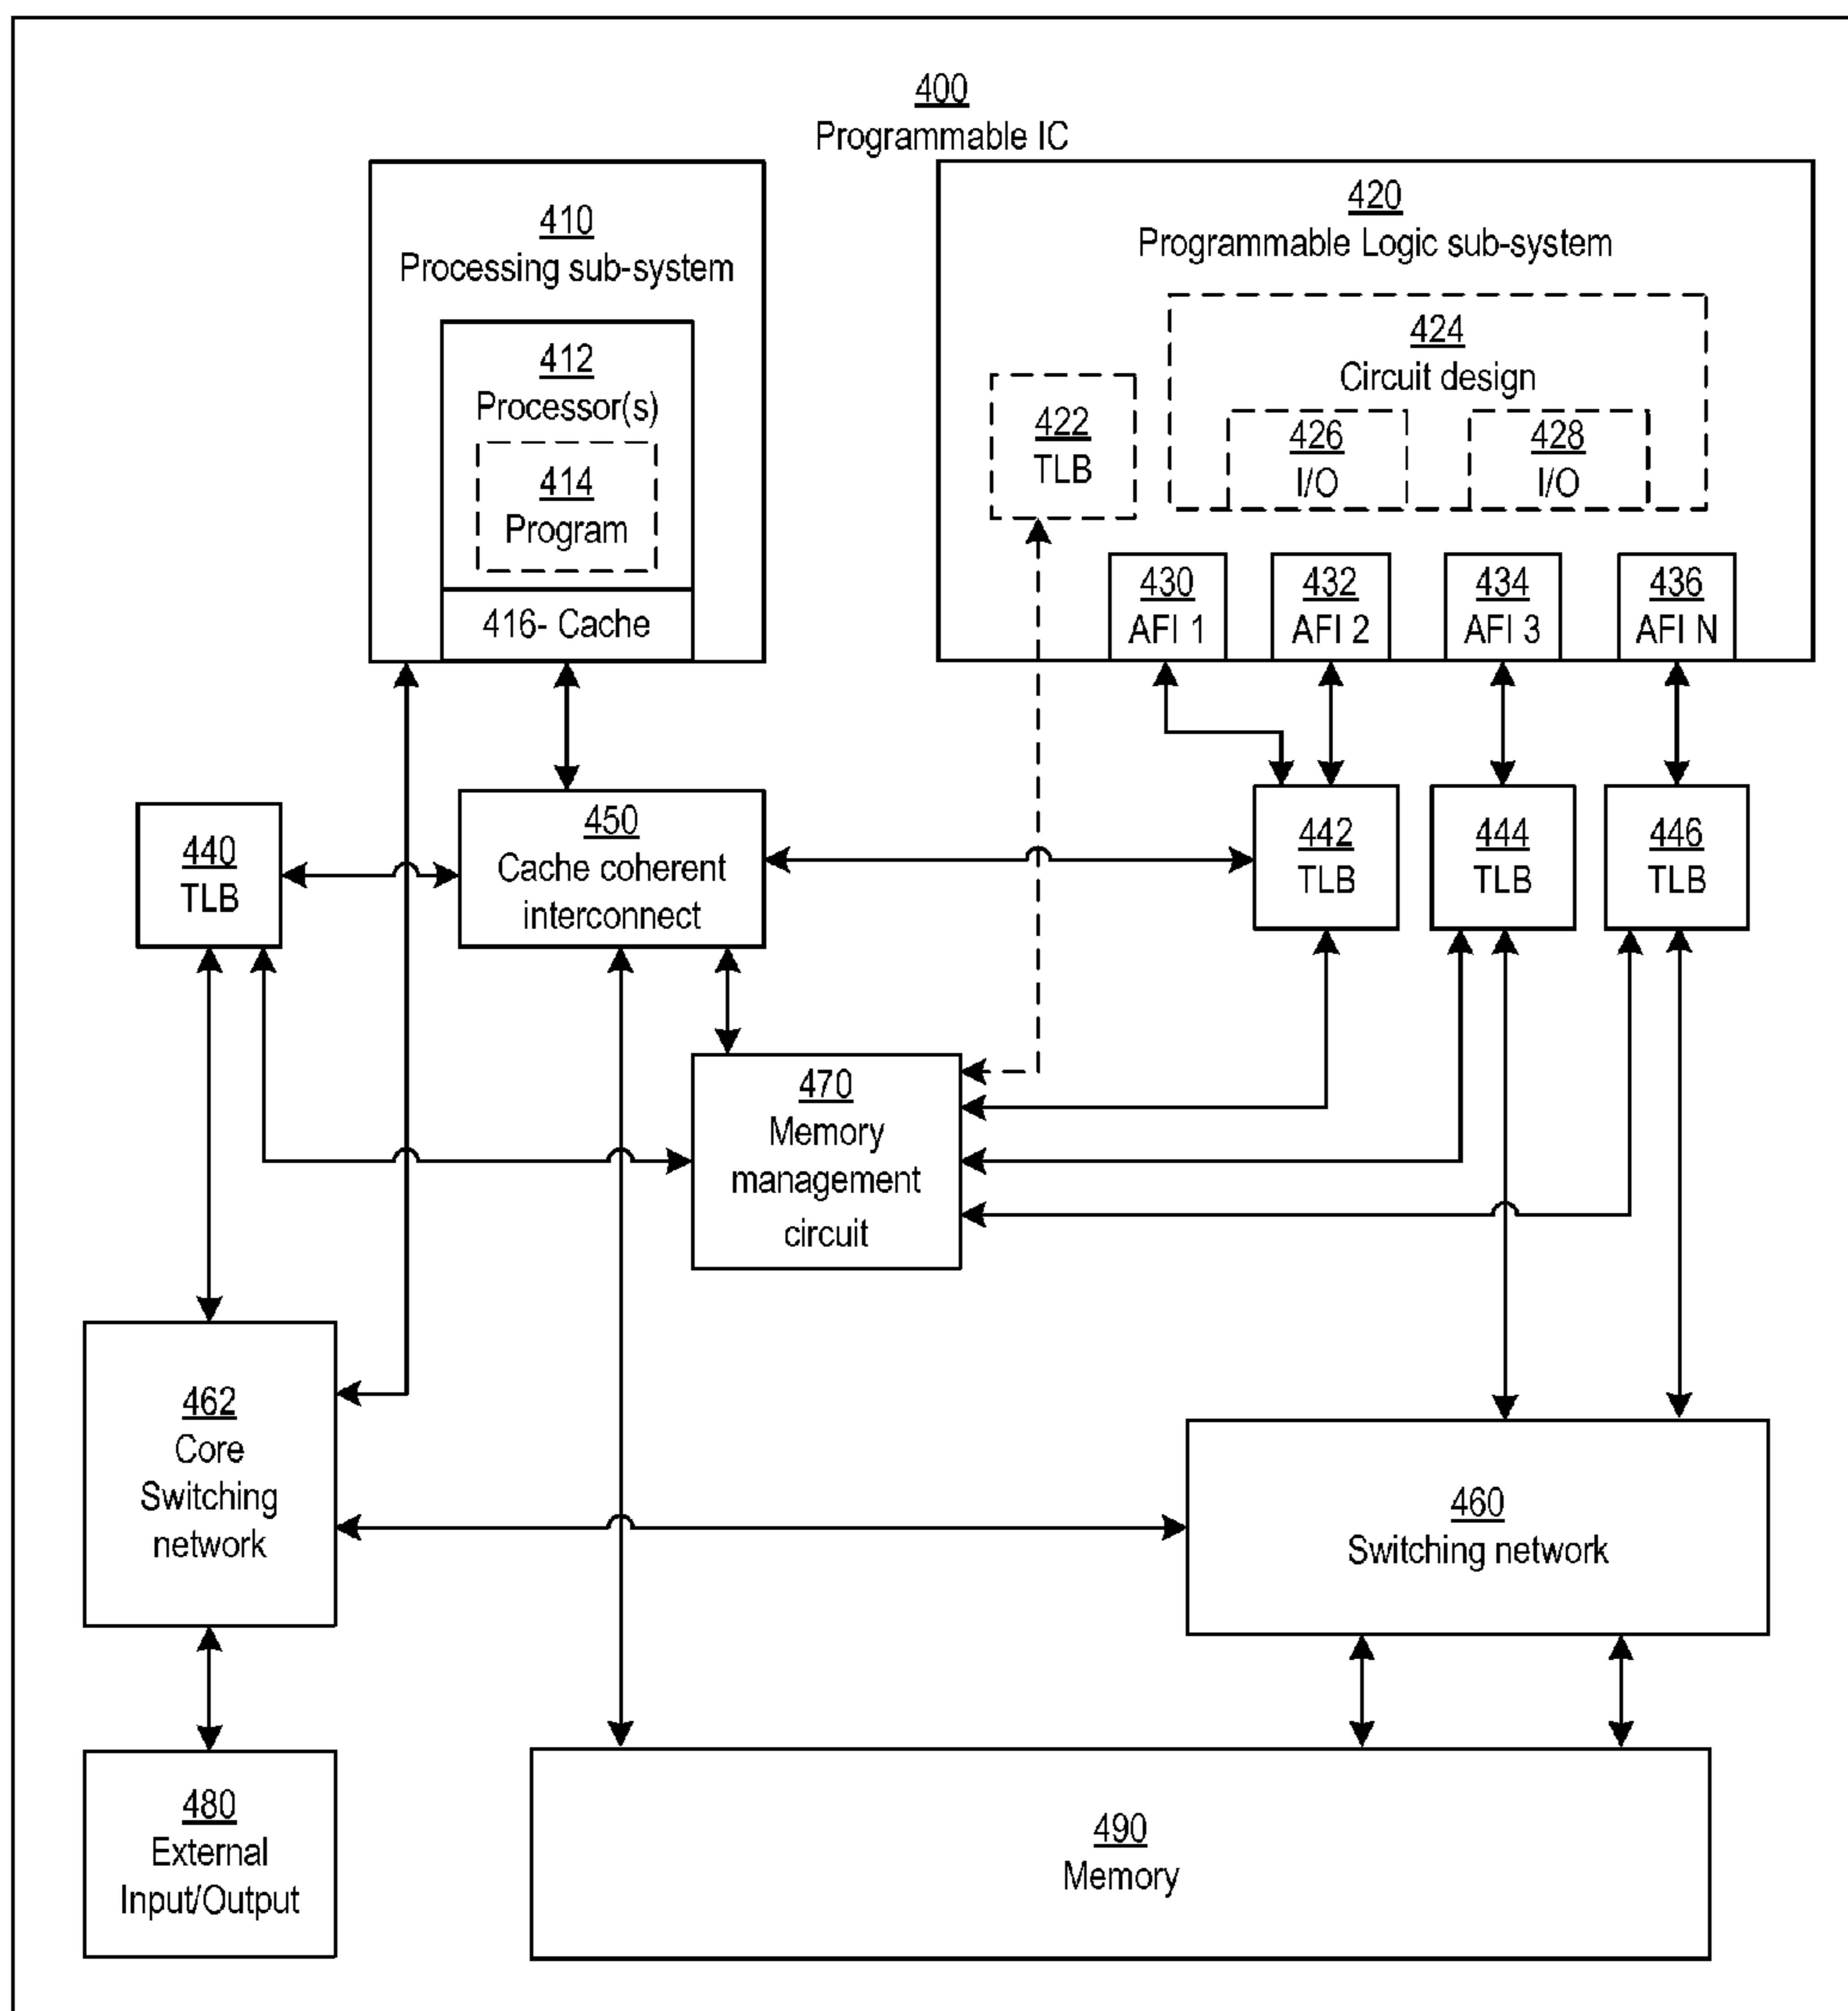 400
Programmable IC
410
Processing sub-system
412
Processor(s)
414
Program
416- Cache
420
Programmable Logic sub-system
422
TLB
424
Circuit design
426
I/O
428
I/O
430
AFI 1
432
AFI 2
434
AFI 3
436
AFI N
440
TLB
450
Cache coherent
interconnect
442
TLB
444
TLB
446
TLB
470
Memory
management
circuit
462
Core
Switching
network
460
Switching network
480
External
Input/Output
490
Memory